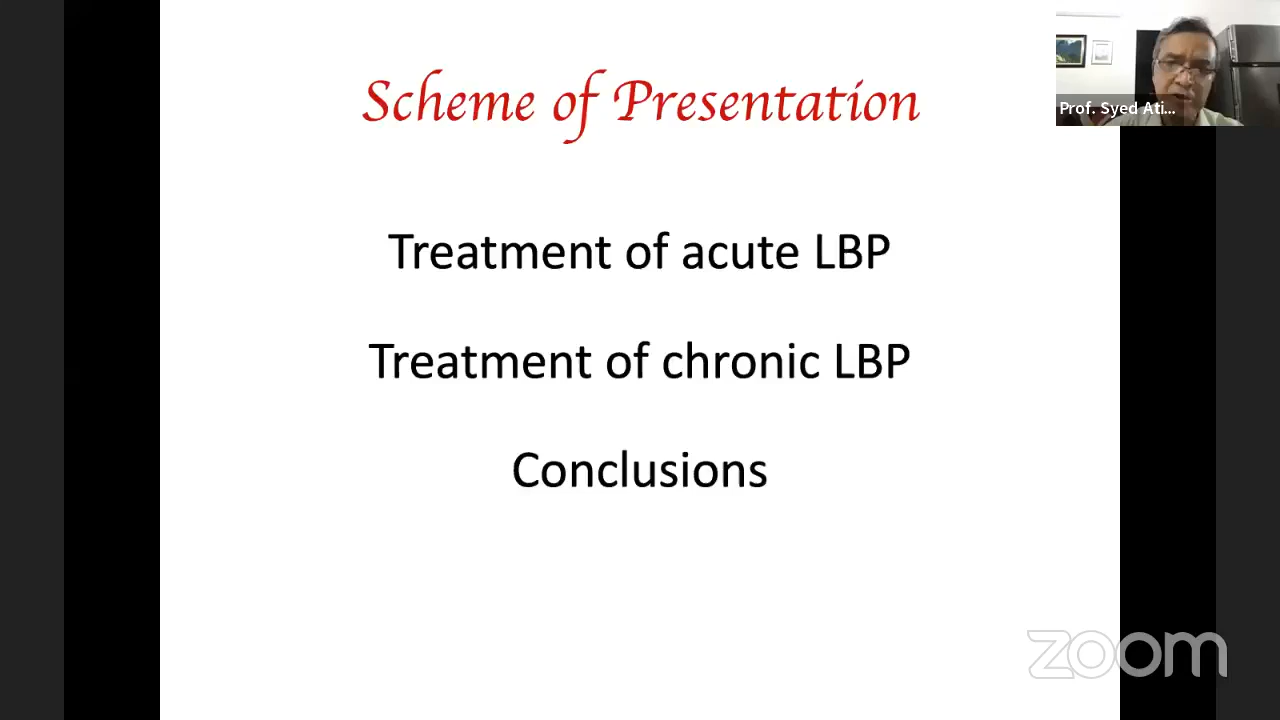 Scheme of Presentation
Prof. Syed Ati...
Treatment of acute LBP
Treatment of chronic LBP
Conclusions
zoom